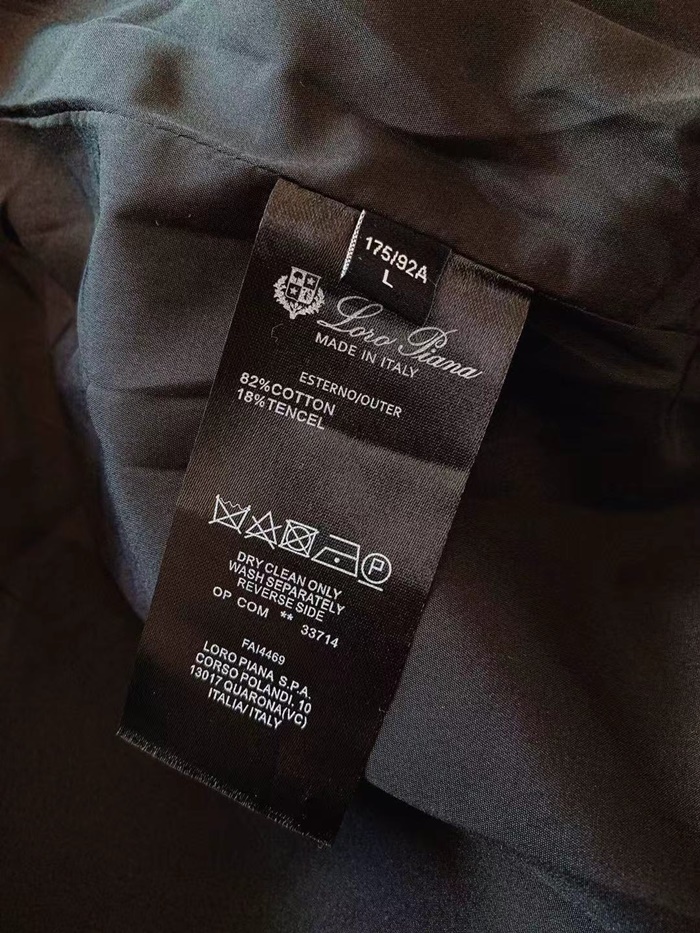 175/92A
L
Loro Piana
MADE IN ITALY
ESTERNO/OUTER
82%COTTON
18%TENCEL
P
DRY CLEAN ONLY
WASH SEPARATELY
REVERSE SIDE
OP COM ** 33714
FAI4469
LORO PIANA S.P.A.
CORSO POLANDI, 10
13017 QUARONA(VC)
ITALIA/ ITALY